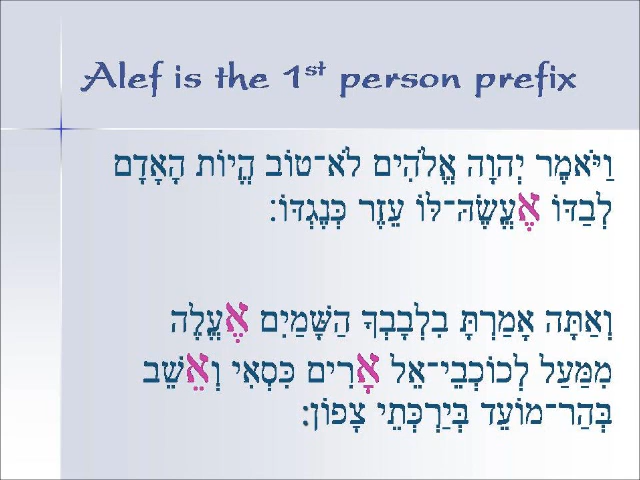 Alef is the 1st person prefix
וַיֹּאמֶר יְהוָה אֱלֹהִים לֹא־טוֹב הֱיוֹת הָאָדָם
לְבַדּוֹ אֶעֱשֶׂהּ־לּוֹ עֵזֶר כְּנֶגְדּוֹ׃
וְאַתָּה אָמַרְתָּ בִלְבָבְךָ הַשָּׁמַיִם אֶעֱלֶה
מִמַּעַל לְכוֹכְבֵי־אֵל אָרִים כִּסְאִי וְאֵשֵׁב
בְּהַר־מוֹעֵד בְּיַרְכְּתֵי צָפוֹן׃